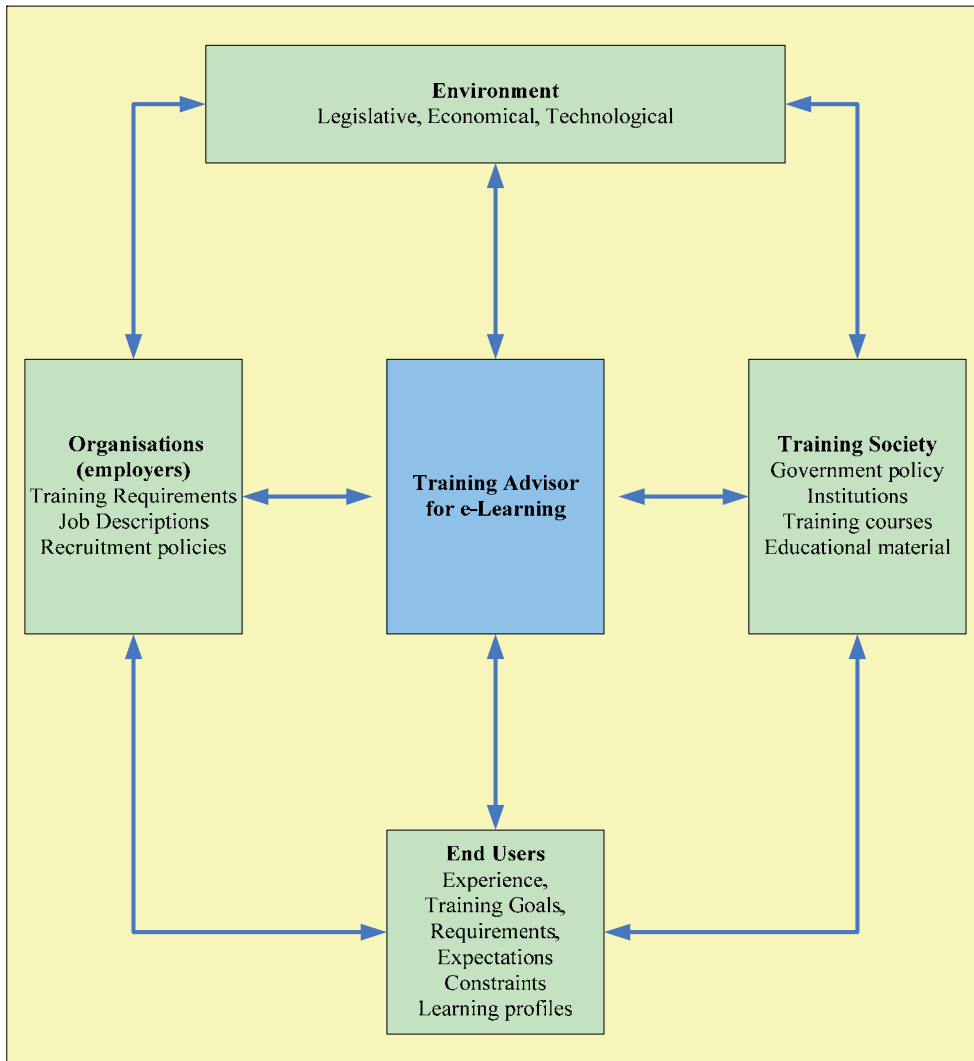 Environment
Legislative, Economical, Technological
Organisations
(employers)
Training Requirements
Job Descriptions
Recruitment policies
Training Advisor
for e-Learning
Training Society
Government policy
Institutions
Training courses
Educational material
End Users
Experience,
Training Goals,
Requirements,
Expectations
Constraints
Learning profiles